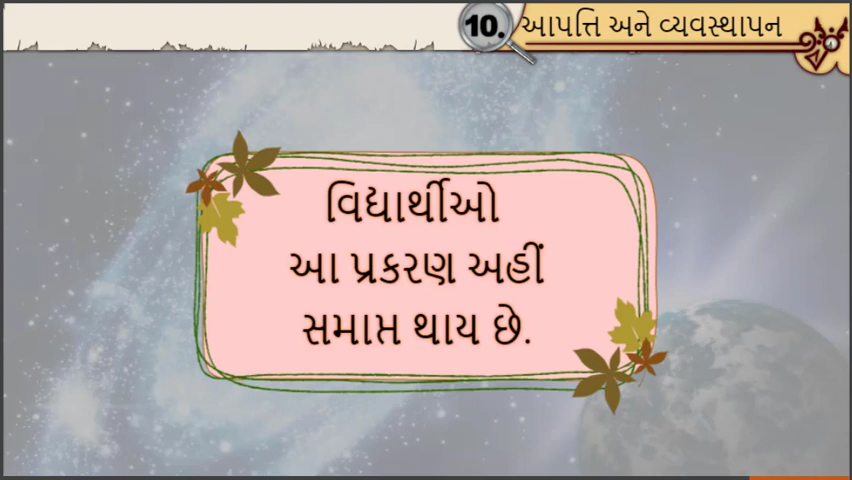 10. આપત્તિ અને વ્યવસ્થાપન
વિદ્યાર્થીઓ
આ પ્રકરણ અહીં
સમાપ્ત થાય છે.